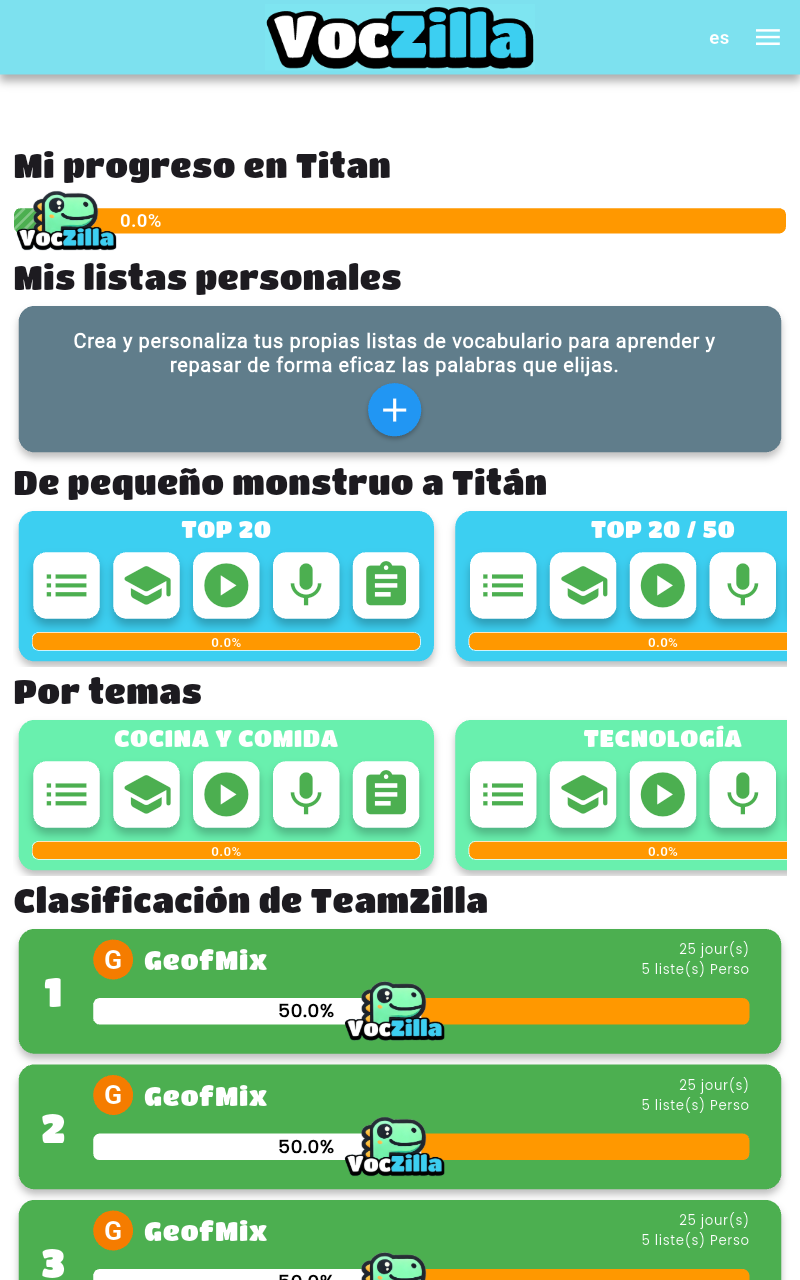 VocZilla
es
Mi progreso en Titan
0.0%
VocZilla
Mis listas personales
Crea y personaliza tus propias listas de vocabulario para aprender y
repasar de forma eficaz las palabras que elijas.
De pequeño monstruo a Titán
TOP 20
0.0%
TOP 20 / 50
0.0%
Por temas
COCINA Y COMIDA
0.0%
TECNOLOGÍA
0.0%
Clasificación de TeamZilla
1
G
GeofMix
25 jour(s)
5 liste(s) Perso
50.0%
VocZilla
2
G
GeofMix
25 jour(s)
5 liste(s) Perso
50.0%
VocZilla
3
G
GeofMix
25 jour(s)
5 liste(s) Perso
50.0%